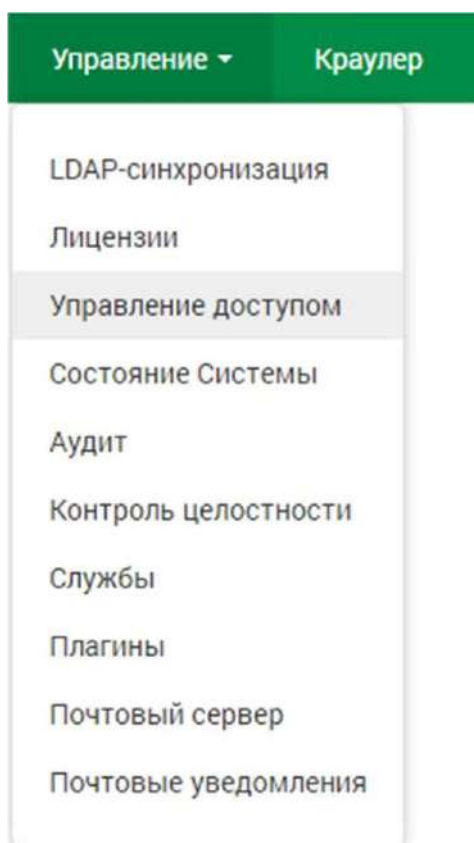 Управление Краулер
LDAP-синхронизация
Лицензии
Управление доступом
Состояние Системы
Аудит
Контроль целостности
Службы
Плагины
Почтовый сервер
Почтовые уведомления